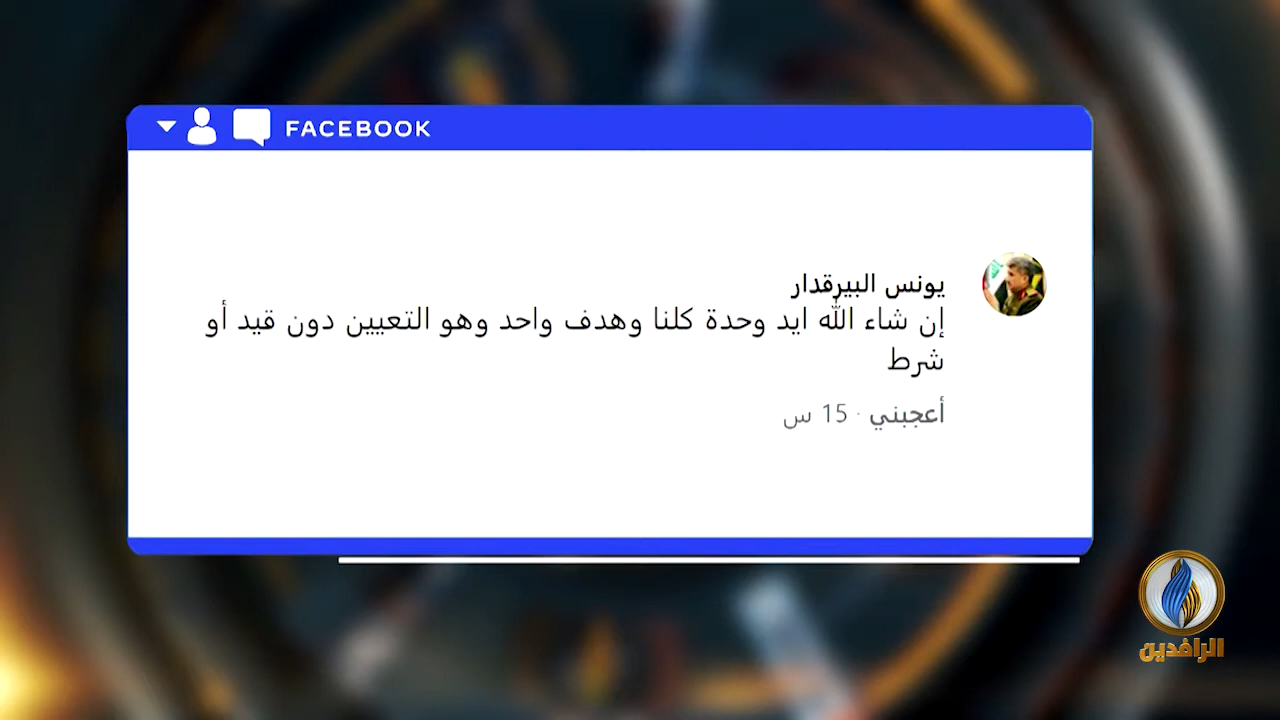 FACEBOOK
يونس البيرقدار
إن شاء الله ايد وحدة كلنا وهدف واحد وهو التعيين دون قيد أو
شرط
أعجبني · 15 س
الرافدين